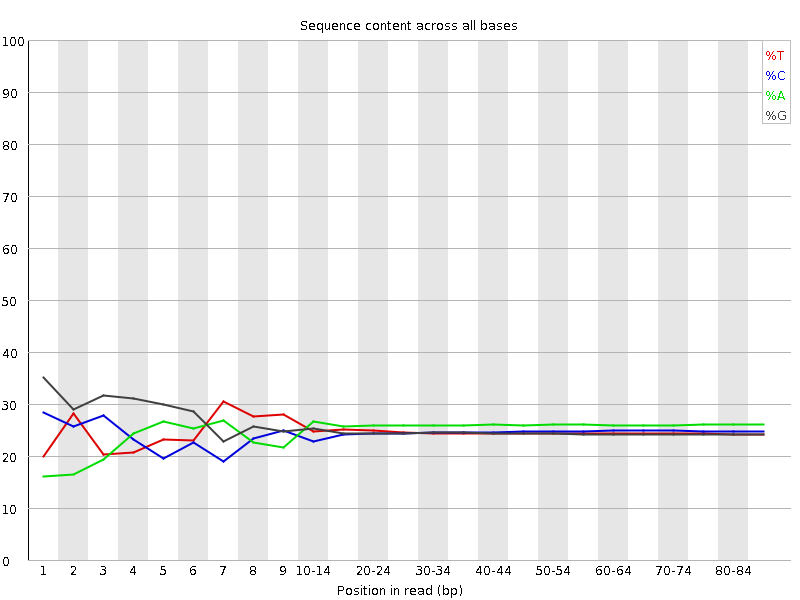 Sequence content across all bases
%T
%C
%A
%G
100
90
80
70
60
50
40
30
20
10
0
1 2 3 4 5 6 7 8 9 10-14 20-24 30-34 40-44 50-54 60-64 70-74 80-84
Position in read (bp)